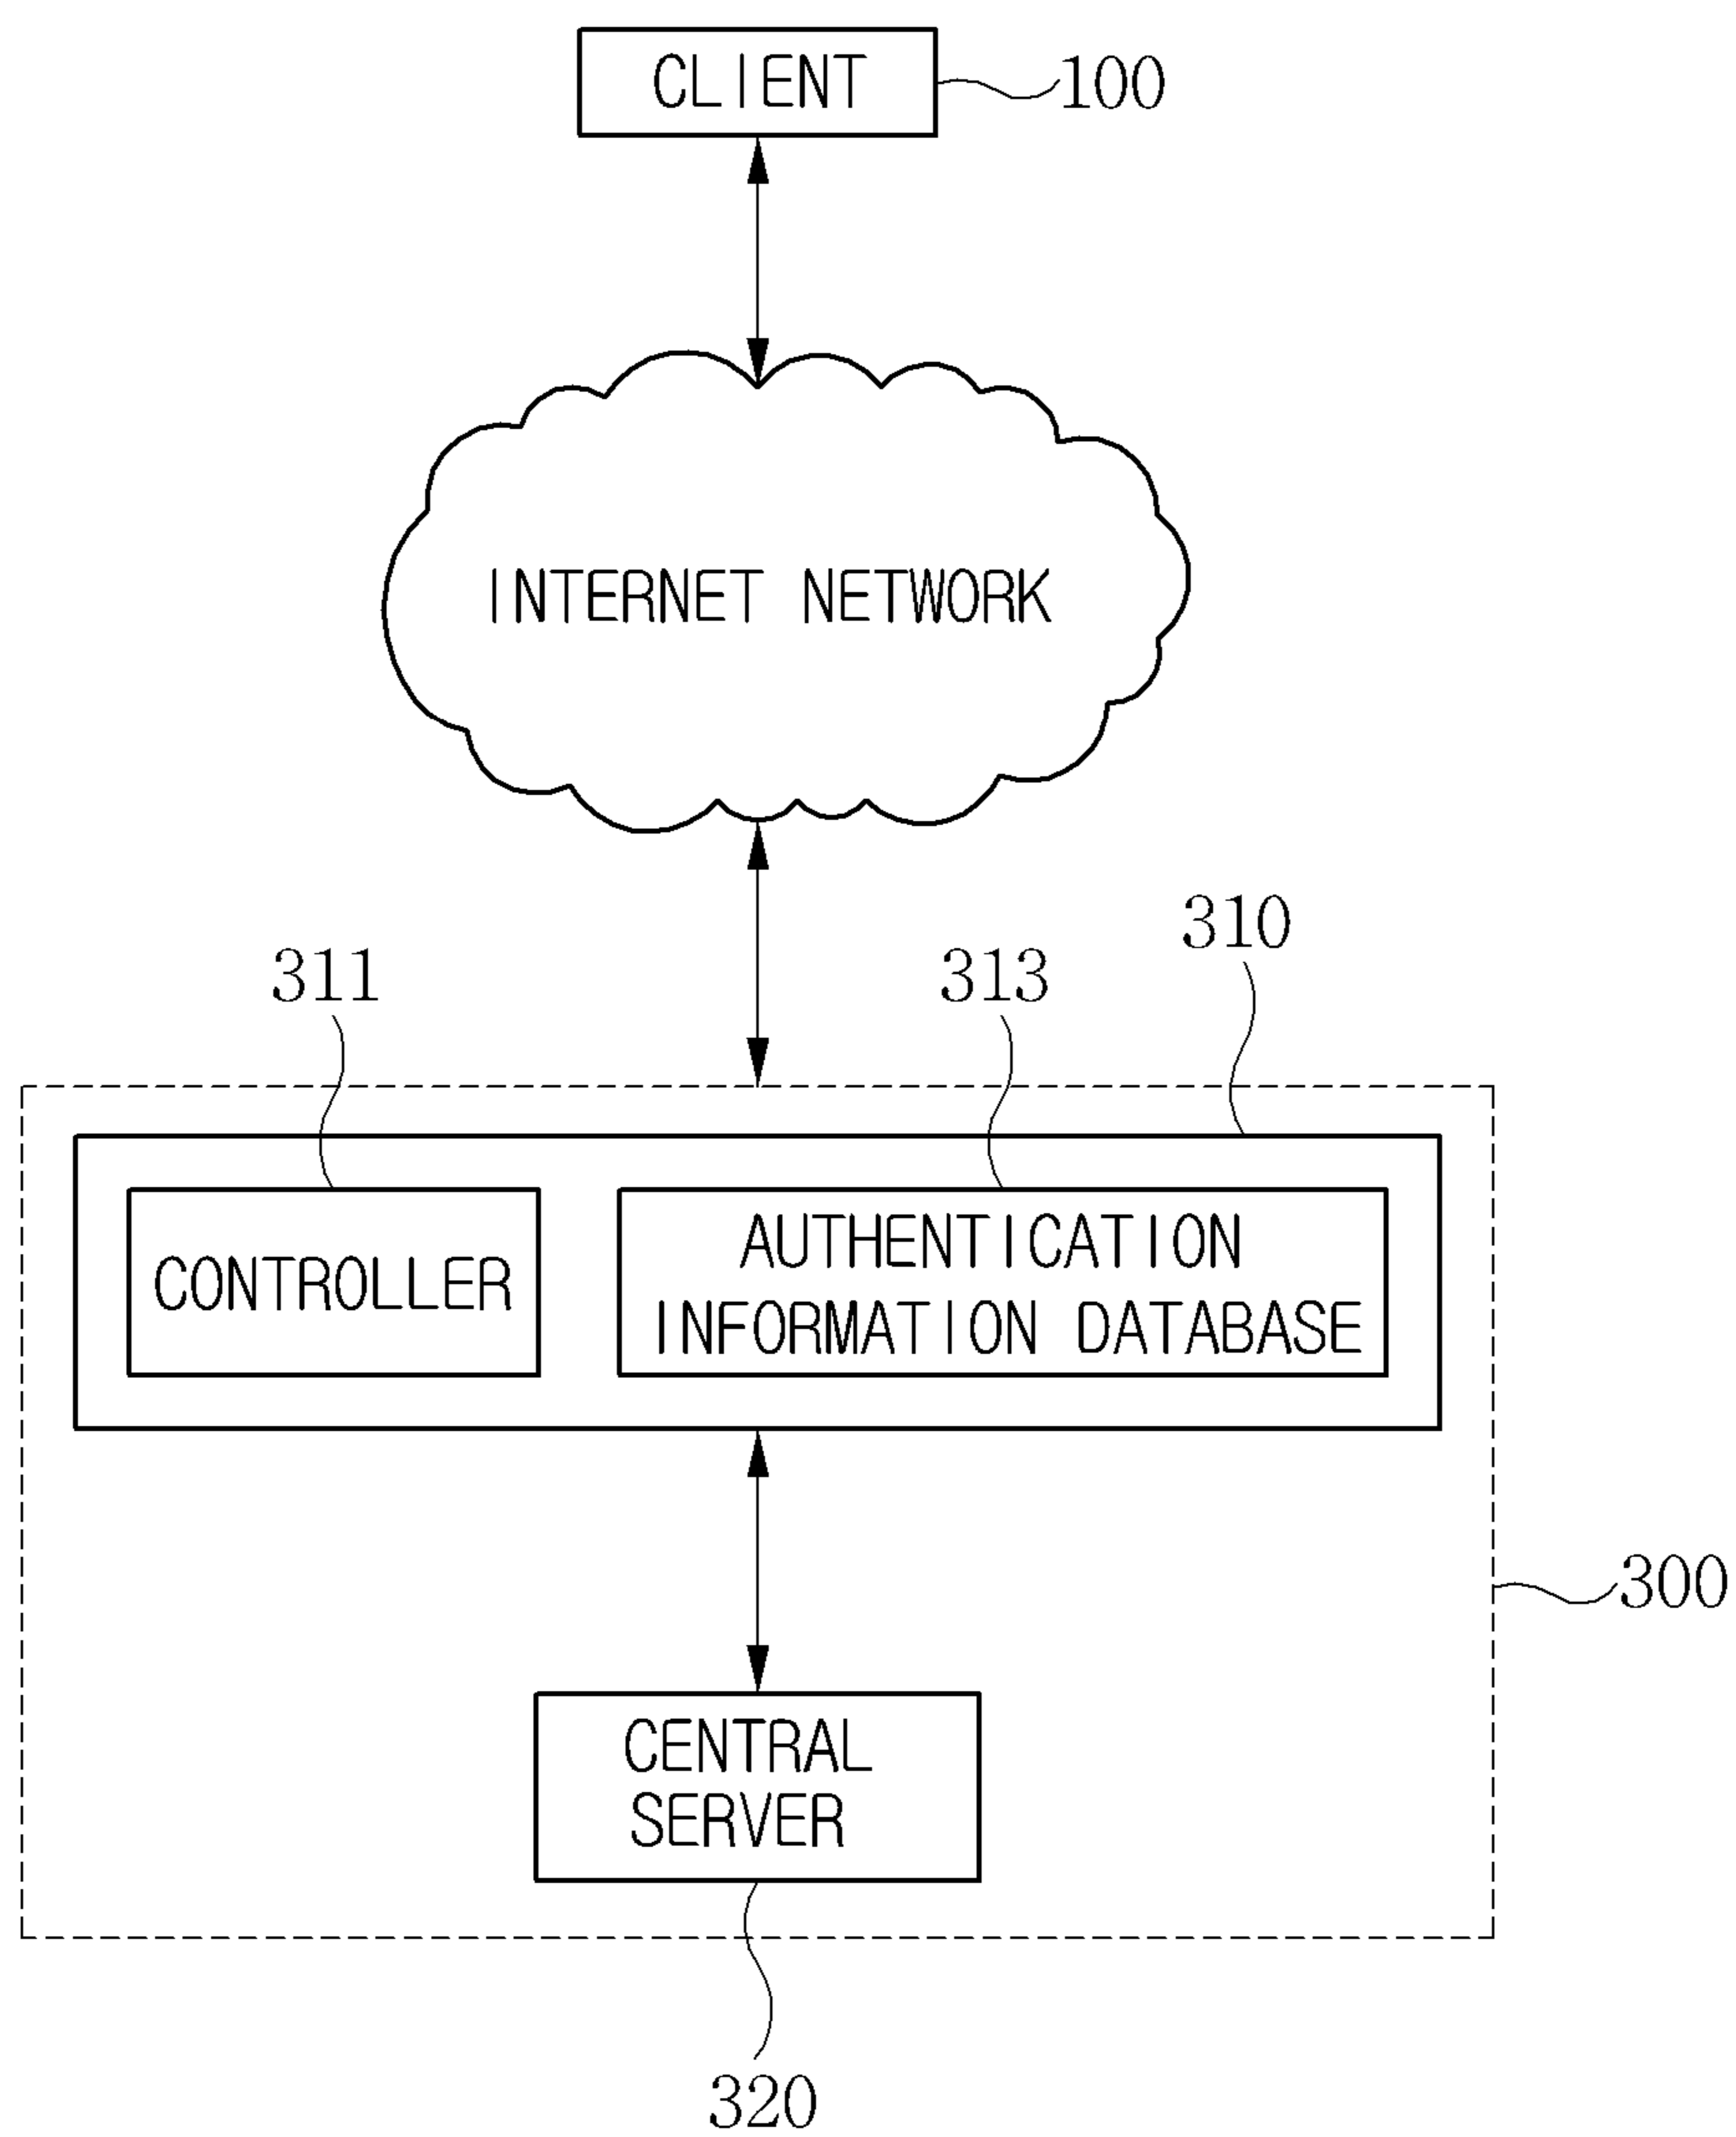 CLIENT
100
INTERNET NETWORK
310
311
313
CONTROLLER
AUTHENTICATION
INFORMATION DATABASE
300
CENTRAL
SERVER
320